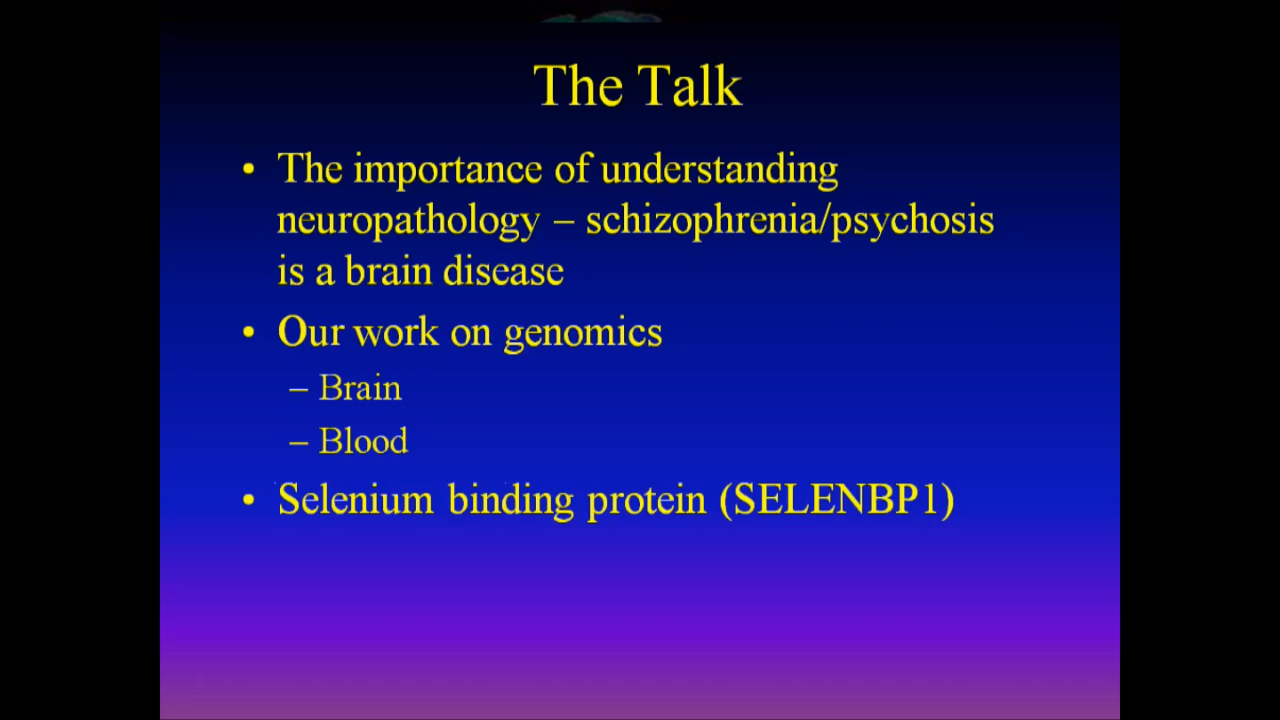 The Talk
• The importance of understanding
neuropathology – schizophrenia/psychosis
is a brain disease
• Our work on genomics
– Brain
– Blood
• Selenium binding protein (SELENBP1)